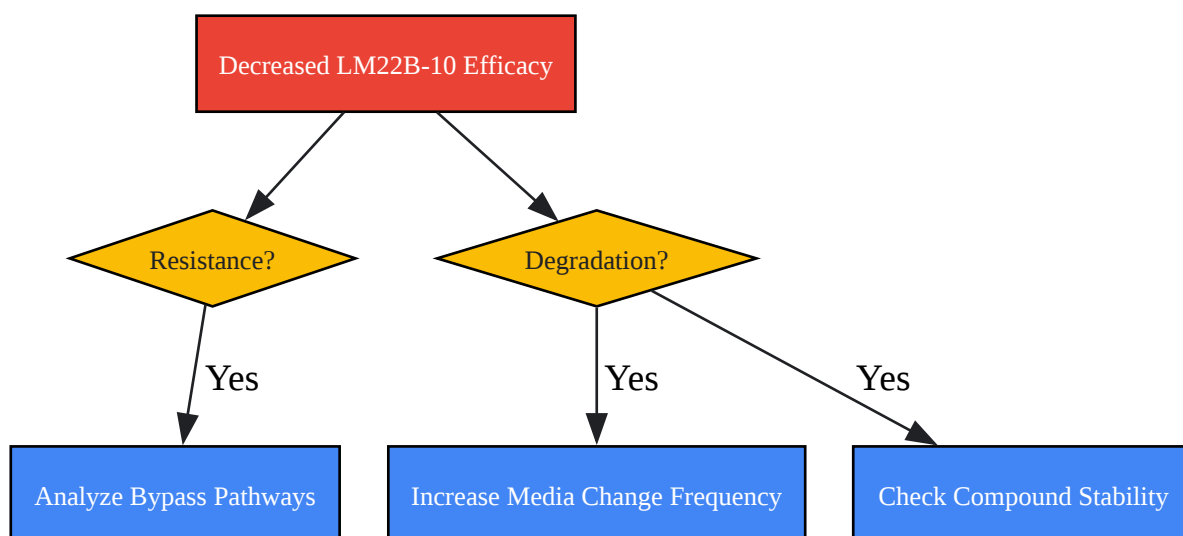 Decreased LM22B-10 Efficacy
Resistance?
Degradation?
Yes
Yes
Yes
Analyze Bypass Pathways
Increase Media Change Frequency
Check Compound Stability